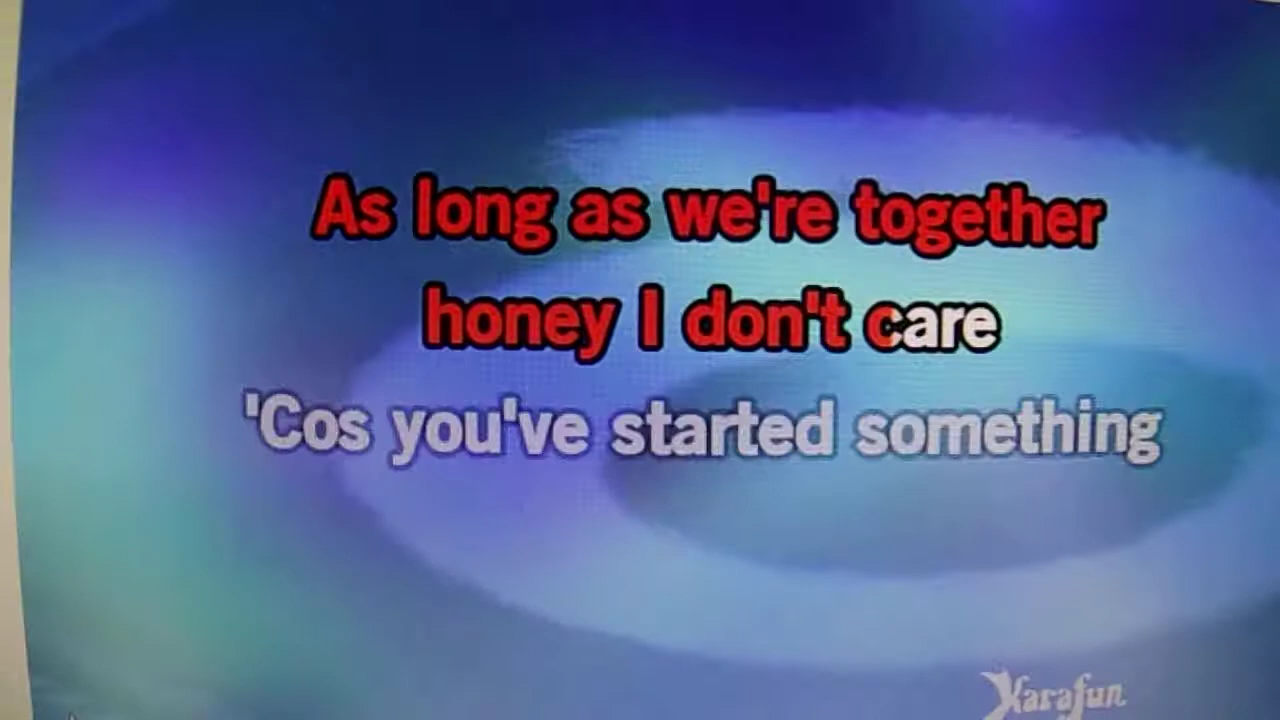 As long as we're together
honey I don't care
'Cos you've started something
Karafun